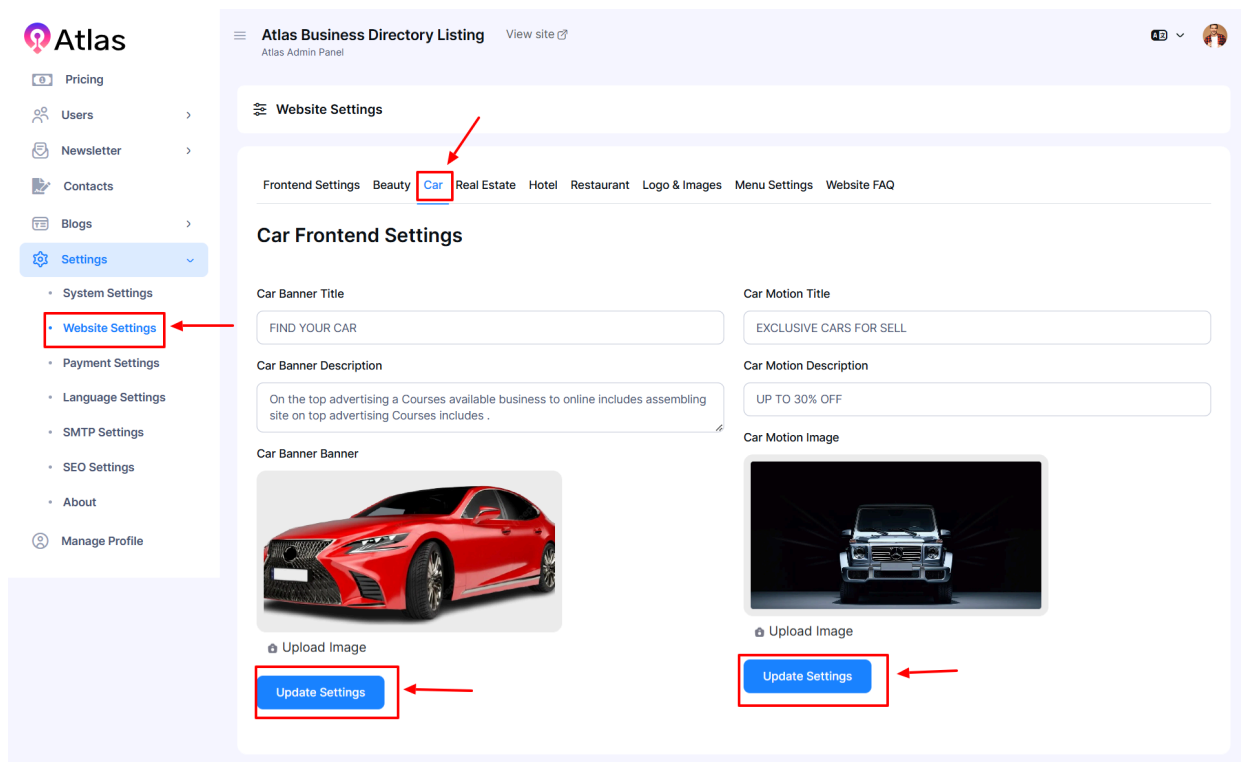 Atlas
Pricing
Users
Newsletter
Contacts
Blogs
Settings
System Settings
Website Settings
Payment Settings
Language Settings
SMTP Settings
SEO Settings
About
Manage Profile
Atlas Business Directory Listing
View site
Atlas Admin Panel
Website Settings
Frontend Settings Beauty Car Real Estate Hotel Restaurant Logo & Images Menu Settings Website FAQ
Car Frontend Settings
Car Banner Title
FIND YOUR CAR
Car Banner Description
On the top advertising a Courses available business to online includes assembling
site on top advertising Courses includes .
Car Banner Banner
Upload Image
Update Settings
Car Motion Title
EXCLUSIVE CARS FOR SELL
Car Motion Description
UP TO 30% OFF
Car Motion Image
Upload Image
Update Settings